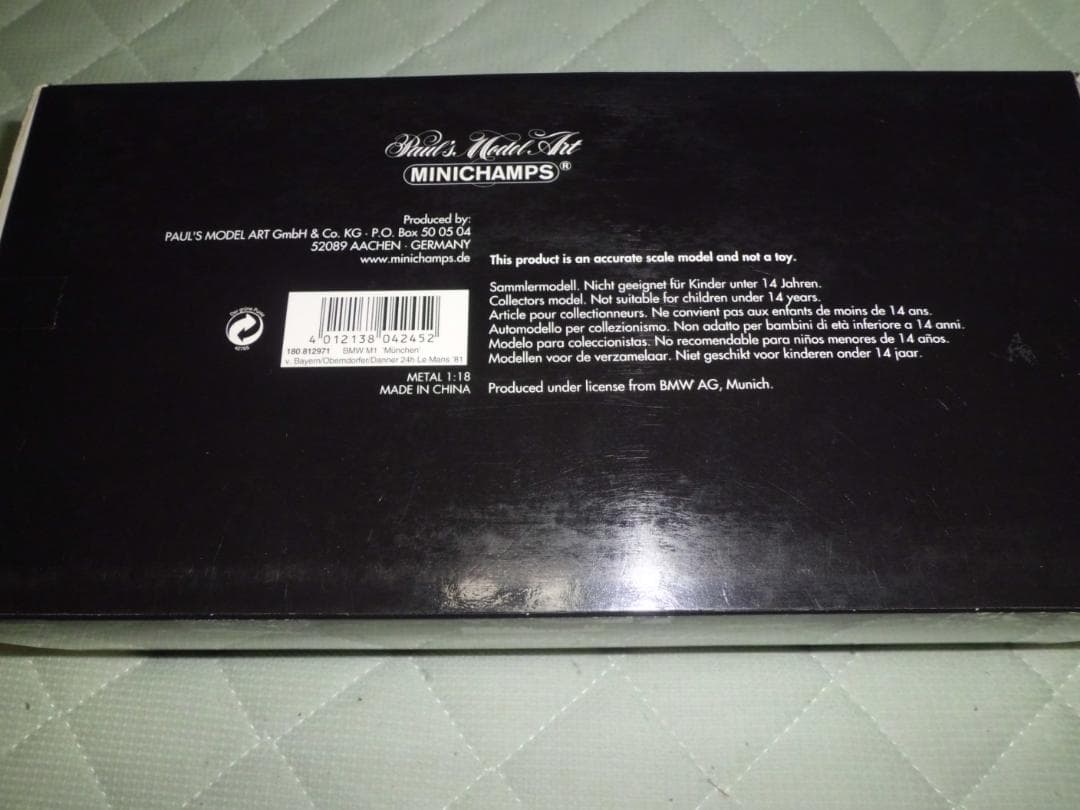 Paul's Model Art
MINICHAMPS®
Produced by:
PAUL'S MODEL ART GmbH & Co. KG · P.O. Box 50 05 04
52089 AACHEN · GERMANY
www.minichamps.de
Der grüne Punkt
4 012138 042452
180.812971 BMW M1 'München'
v. Bayern/Oberndorfer/Danner 24h Le Mans '81
METAL 1:18
MADE IN CHINA
This product is an accurate scale model and not a toy.
Sammlermodell. Nicht geeignet für Kinder unter 14 Jahren.
Collectors model. Not suitable for children under 14 years.
Article pour collectionneurs. Ne convient pas aux enfants de moins de 14 ans.
Automodello per collezionismo. Non adatto per bambini di età inferiore a 14 anni.
Modelo para coleccionistas. No recomendable para niños menores de 14 años.
Modellen voor de verzamelaar. Niet geschikt voor kinderen onder 14 jaar.
Produced under license from BMW AG, Munich.